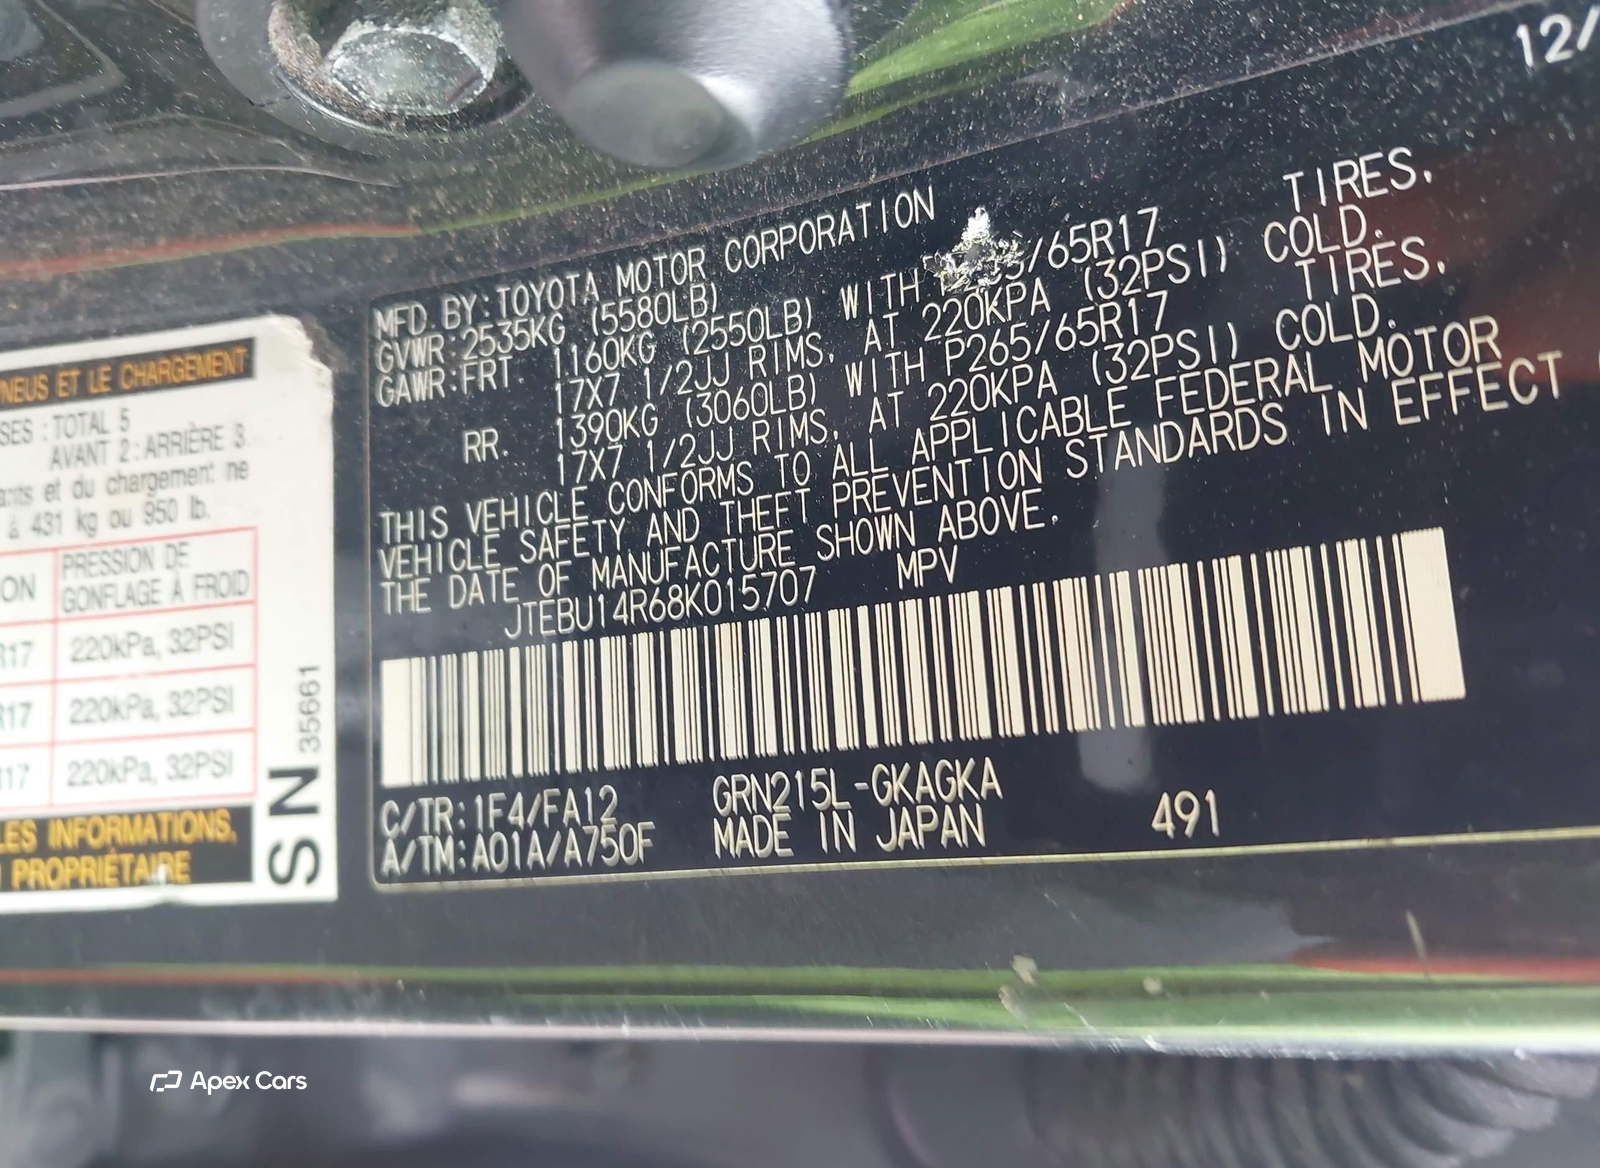 12/
MFD. BY:TOYOTA MOTOR CORPORATION
GVWR:2535KG (5580LB)
GAWR:FRT. 1160KG (2550LB) WITH /65R17 TIRES.
17X7 1/2JJ RIMS. AT 220KPA (32PSI) COLD.
RR. 1390KG (3060LB) WITH P265/65R17 TIRES.
17X7 1/2JJ RIMS. AT 220KPA (32PSI) COLD.
THIS VEHICLE CONFORMS TO ALL APPLICABLE FEDERAL MOTOR
VEHICLE SAFETY AND THEFT PREVENTION STANDARDS IN EFFECT
THE DATE OF MANUFACTURE SHOWN ABOVE.
JTEBU14R68K015707 MPV
C/TR:1F4/FA12 GRN215L-GKAGKA
A/TM:A01A/A750F MADE IN JAPAN 491
NEUS ET LE CHARGEMENT
SES : TOTAL 5
AVANT 2 : ARRIÈRE 3
ants et du chargement ne
à 431 kg ou 950 lb.
ON PRESSION DE
GONFLAGE À FROID
R17 220kPa, 32PSI
R17 220kPa, 32PSI
R17 220kPa, 32PSI
LES INFORMATIONS,
PROPRIÉTAIRE
SN 35661
Apex Cars